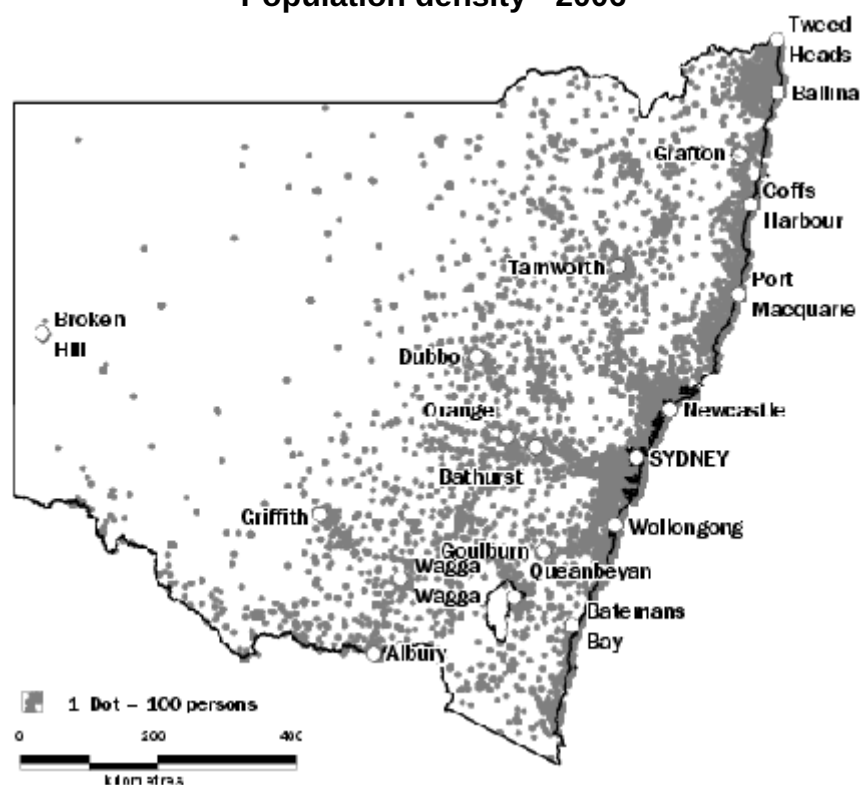 Population density - 2006
Tweed
Heads
Ballina
Grafton
Coffs
Harbour
Tamworth
Port
Macquarie
Broken
Hill
Dubbo
Orange
Newcastle
Bathurst
SYDNEY
Griffith
Wollongong
Goulburn
Wagga
Wagga
Queanbeyan
Batemans
Bay
Albury
1 Dot – 100 persons
0 200 400
kilometres